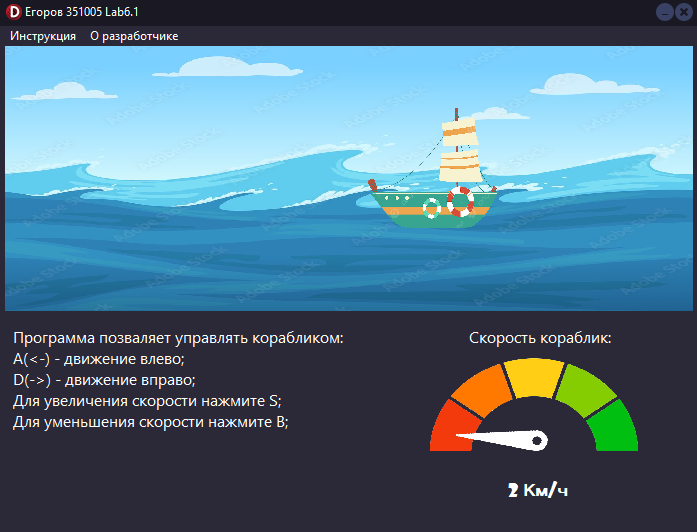 Егоров 351005 Lab6.1
Инструкция О разработчике
Программа позваляет управлять корабликом:
A(<-) - движение влево;
D(->) - движение вправо;
Для увеличения скорости нажмите S;
Для уменьшения скорости нажмите B;
Скорость кораблик:
2 Км/ч